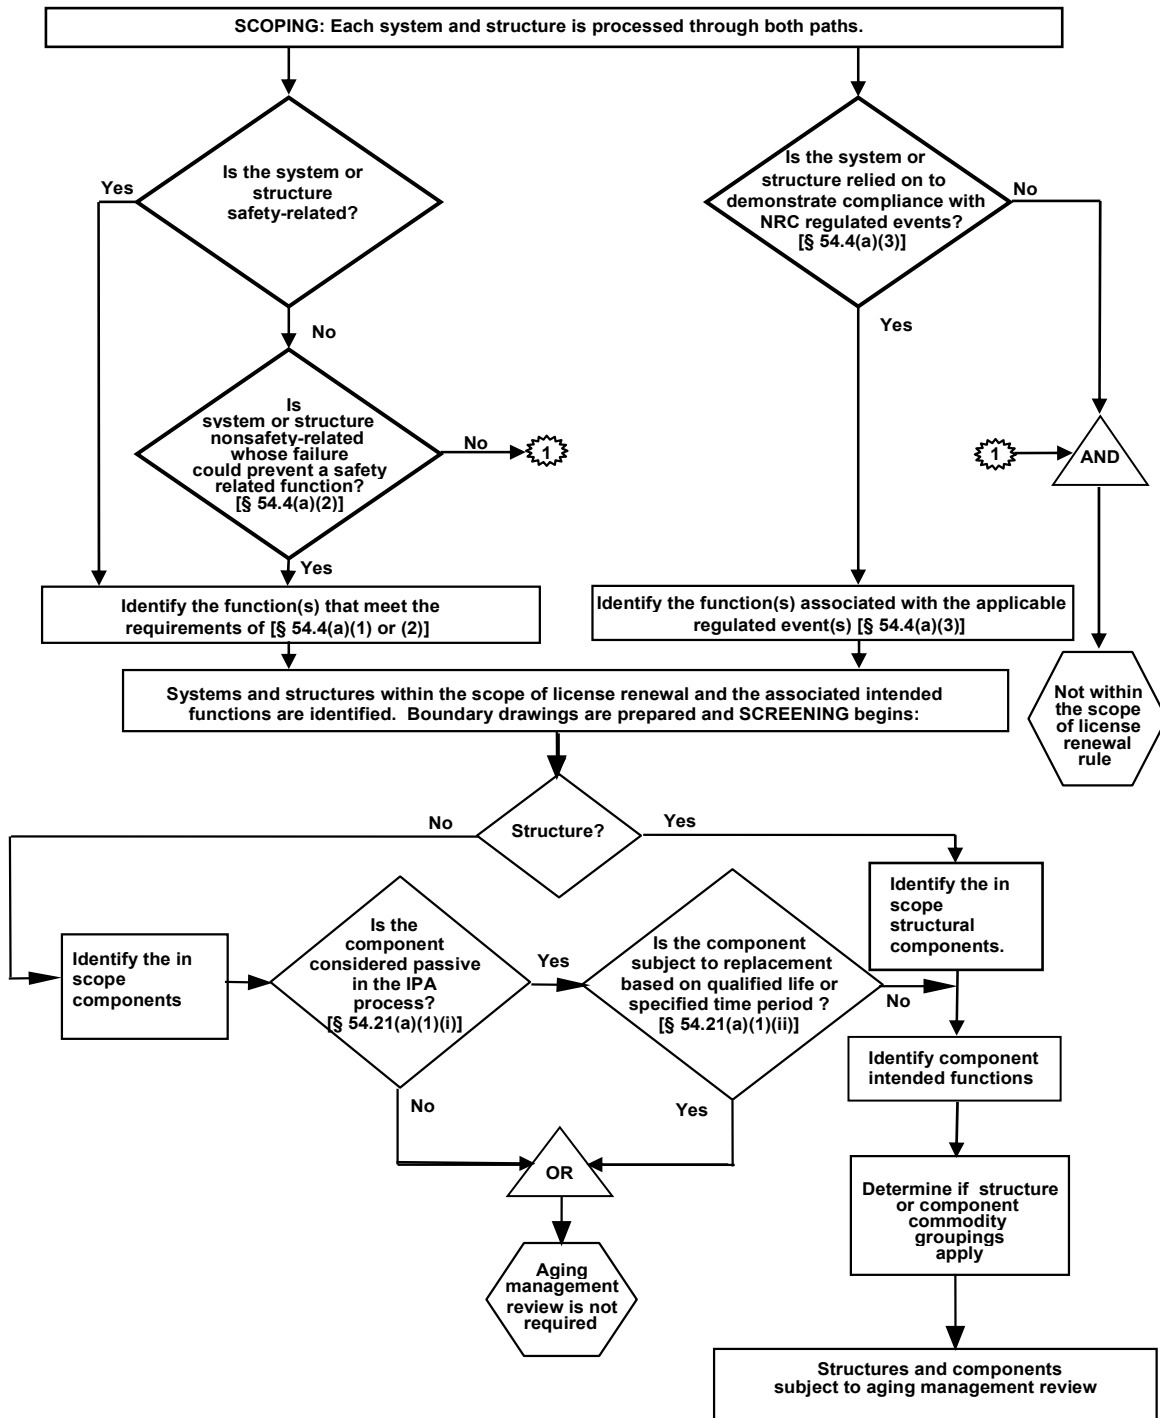 SCOPING: Each system and structure is processed through both paths.
Is the system or
structure
safety-related?
Yes
No
Is the system or
structure relied on to
demonstrate compliance with
NRC regulated events?
[§ 54.4(a)(3)]
No
Yes
Is
system or structure
nonsafety-related
whose failure
could prevent a safety
related function?
[§ 54.4(a)(2)]
No
1
1
AND
Yes
Identify the function(s) that meet the
requirements of [§ 54.4(a)(1) or (2)]
Identify the function(s) associated with the applicable
regulated event(s) [§ 54.4(a)(3)]
Not within
the scope
of license
renewal
rule
Systems and structures within the scope of license renewal and the associated intended
functions are identified.  Boundary drawings are prepared and SCREENING begins:
Structure?
No
Yes
Identify the in
scope
components
Is the
component
considered passive
in the IPA
process?
[§ 54.21(a)(1)(i)]
Yes
No
Is the component
subject to replacement
based on qualified life or
specified time period ?
[§ 54.21(a)(1)(ii)]
No
Yes
Identify the in
scope
structural
components.
Identify component
intended functions
OR
Aging
management
review is not
required
Determine if  structure
or component
commodity
groupings
apply
Structures and components
subject to aging management review